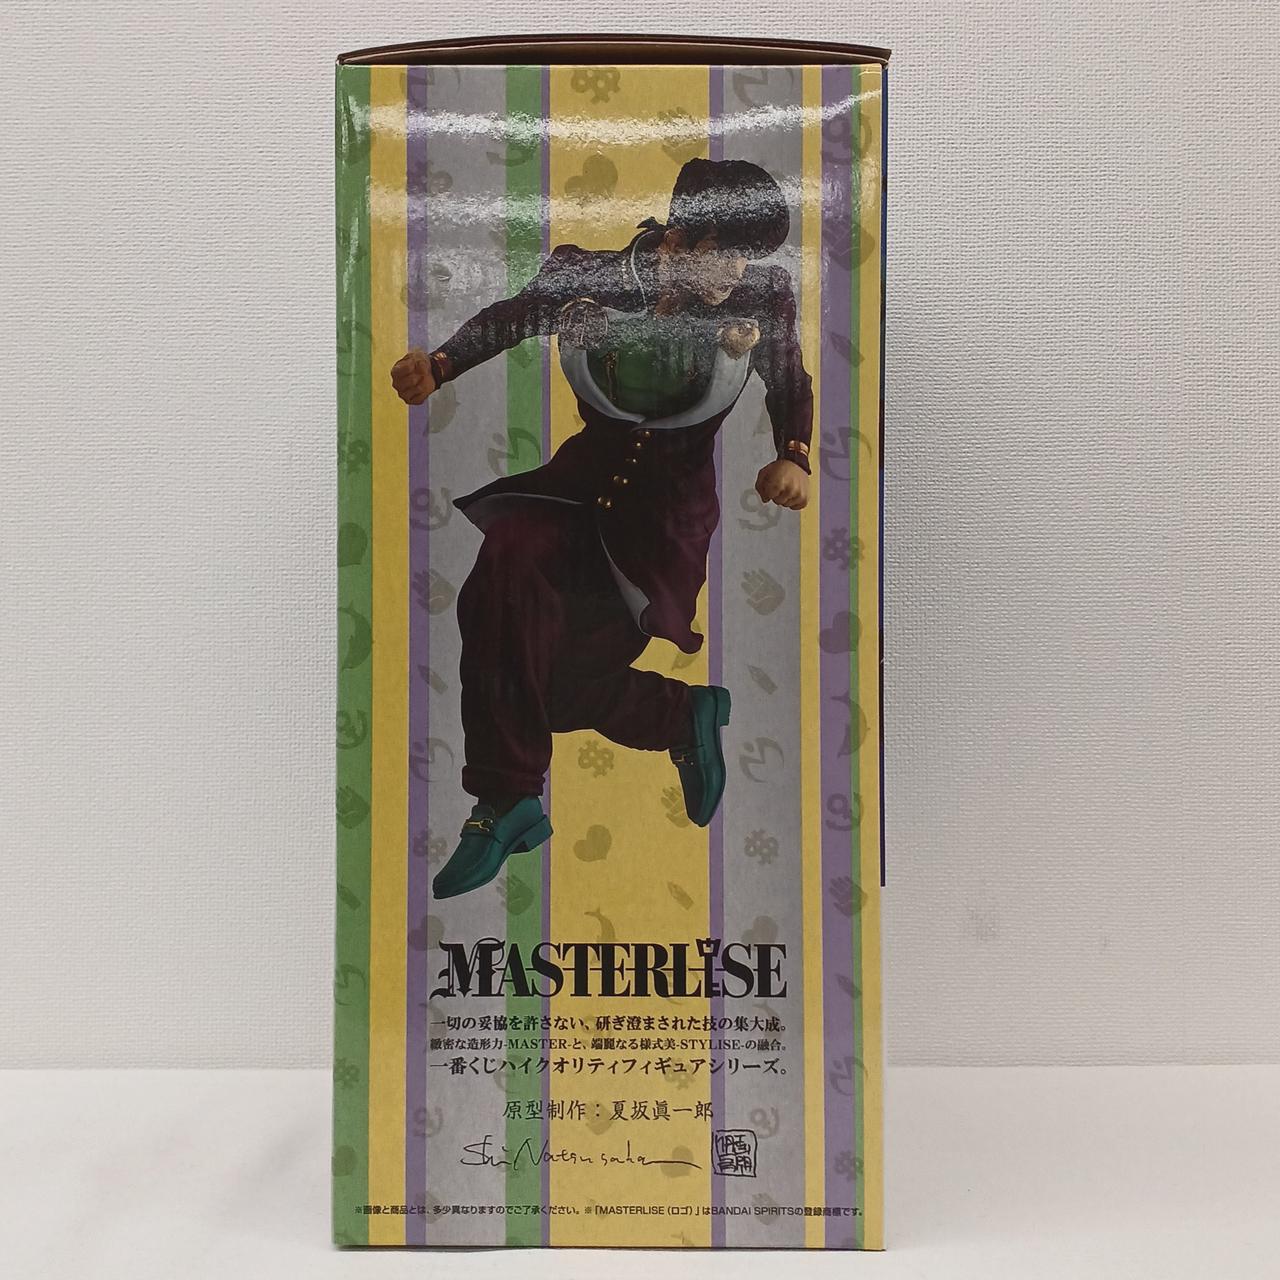 MASTERLISE
一切の妥協を許さない、研ぎ澄まされた技の集大成。
緻密な造形力-MASTER-と、端麗なる様式美-STYLISE-の融合。
一番くじハイクオリティフィギュアシリーズ。
原型制作：夏坂眞一郎
Shin Natsusaka
※画像と商品とは、多少異なりますのでご了承ください。※「MASTERLISE（ロゴ）」はBANDAI SPIRITSの登録商標です。